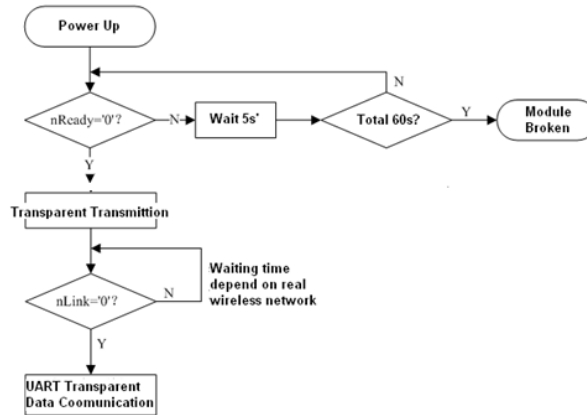 Power Up
N
nReady='0'?
N
Wait 5s'
Total 60s?
Y
Module
Broken
Y
Transparent Transmittion
Waiting time
depend on real
wireless network
nLink='0'?
N
Y
UART Transparent
Data Coomunication